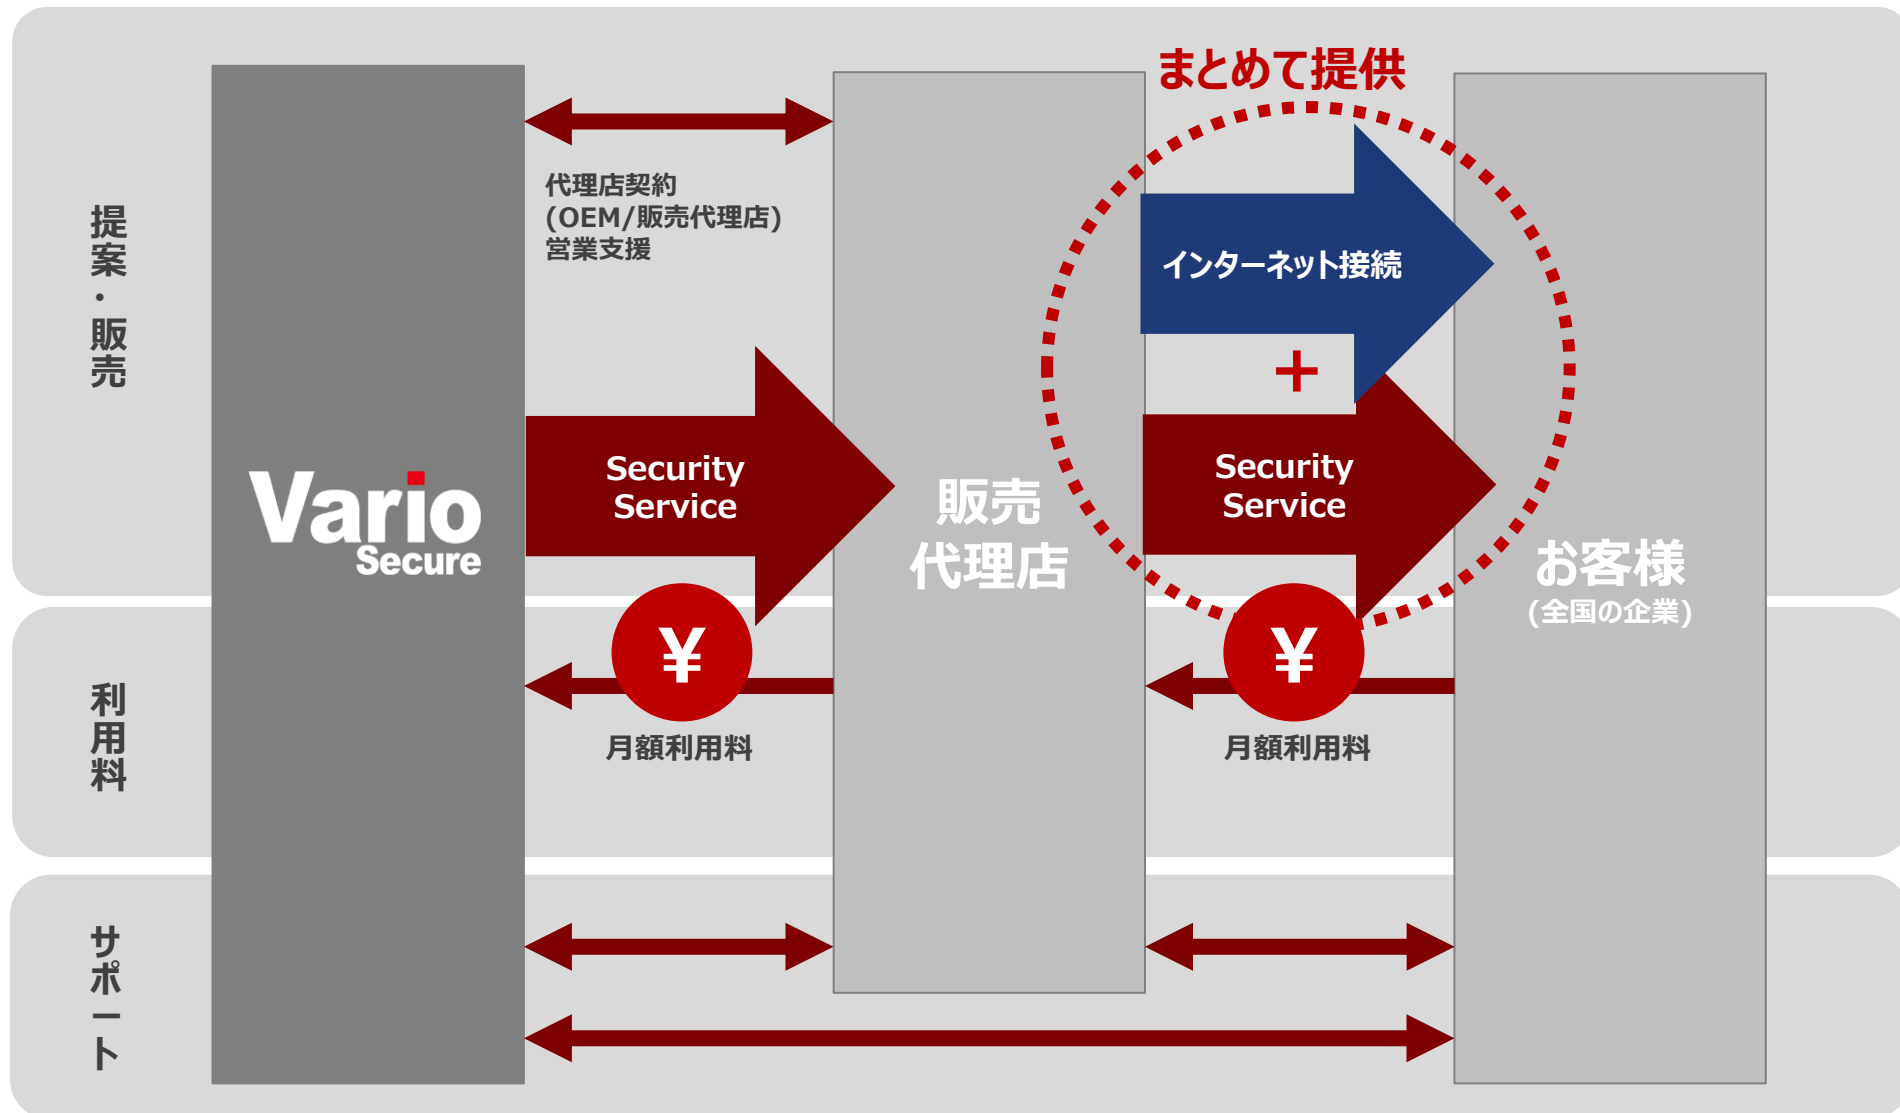 まとめて提供
提案・販売
代理店契約
(OEM/販売代理店)
営業支援
インターネット接続
+
Vario
Secure
Security
Service
販売
代理店
Security
Service
お客様
(全国の企業)
利用料
¥
月額利用料
¥
月額利用料
サポート